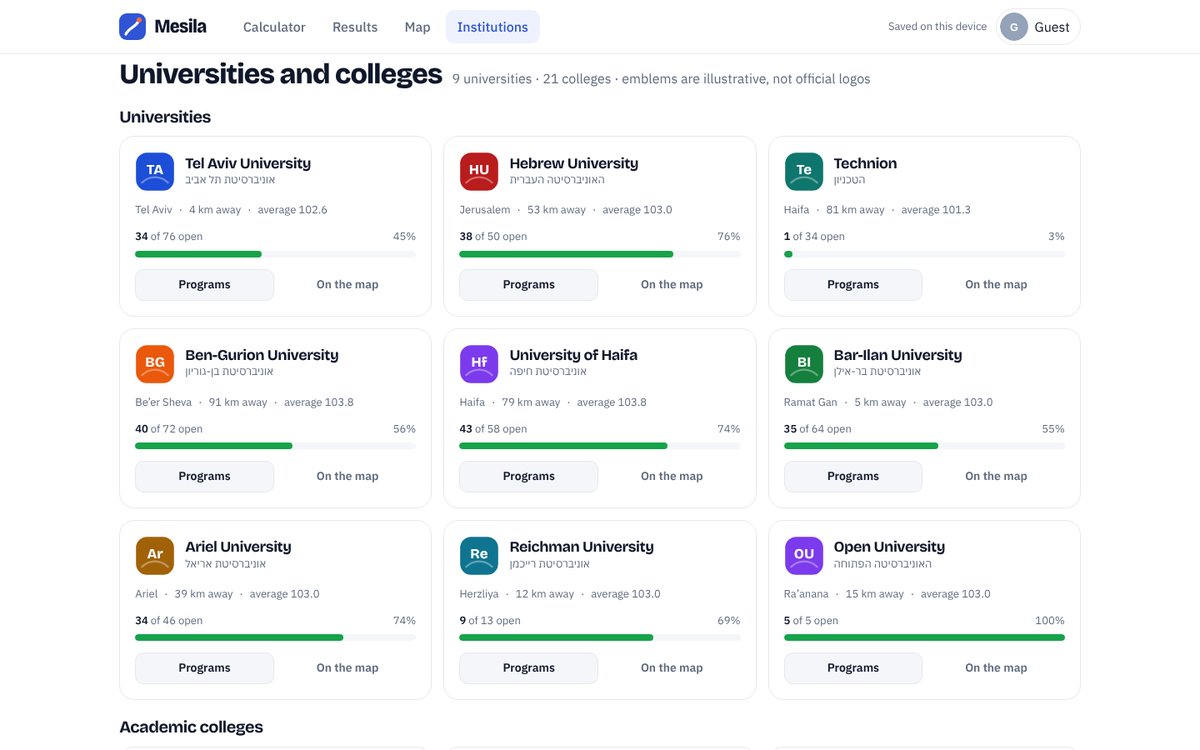 Mesila Calculator Results Map Institutions Saved on this device G Guest
Universities and colleges 9 universities · 21 colleges · emblems are illustrative, not official logos
Universities
TA Tel Aviv University
אוניברסיטת תל אביב
Tel Aviv · 4 km away · average 102.6
34 of 76 open 45%
Programs On the map
HU Hebrew University
האוניברסיטה העברית
Jerusalem · 53 km away · average 103.0
38 of 50 open 76%
Programs On the map
Te Technion
הטכניון
Haifa · 81 km away · average 101.3
1 of 34 open 3%
Programs On the map
BG Ben-Gurion University
אוניברסיטת בן-גוריון
Be’er Sheva · 91 km away · average 103.8
40 of 72 open 56%
Programs On the map
Hf University of Haifa
אוניברסיטת חיפה
Haifa · 79 km away · average 103.8
43 of 58 open 74%
Programs On the map
BI Bar-Ilan University
אוניברסיטת בר-אילן
Ramat Gan · 5 km away · average 103.0
35 of 64 open 55%
Programs On the map
Ar Ariel University
אוניברסיטת אריאל
Ariel · 39 km away · average 103.0
34 of 46 open 74%
Programs On the map
Re Reichman University
אוניברסיטת רייכמן
Herzliya · 12 km away · average 103.0
9 of 13 open 69%
Programs On the map
OU Open University
האוניברסיטה הפתוחה
Ra’anana · 15 km away · average 103.0
5 of 5 open 100%
Programs On the map
Academic colleges